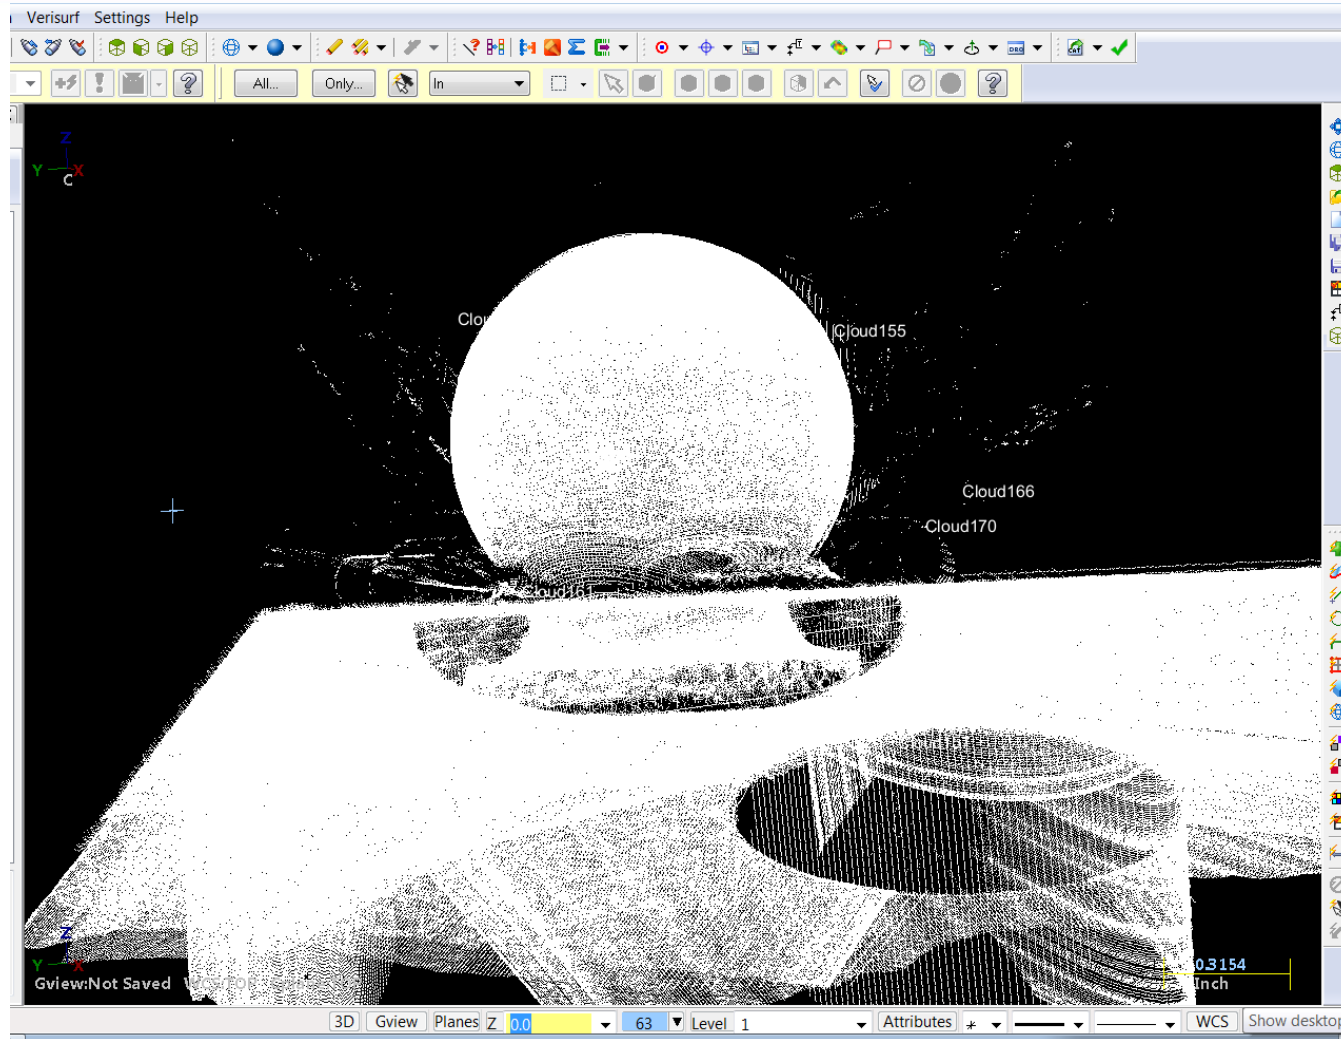 Verisurf Settings Help
All... Only... In
Z
Y X
C
Clou
Cloud155
Cloud166
Cloud170
Cloud161
Z
Y X
0.3154
Gview:Not Saved
Inch
3D Gview Planes Z 0.0 63 Level 1 Attributes WCS Show desktop